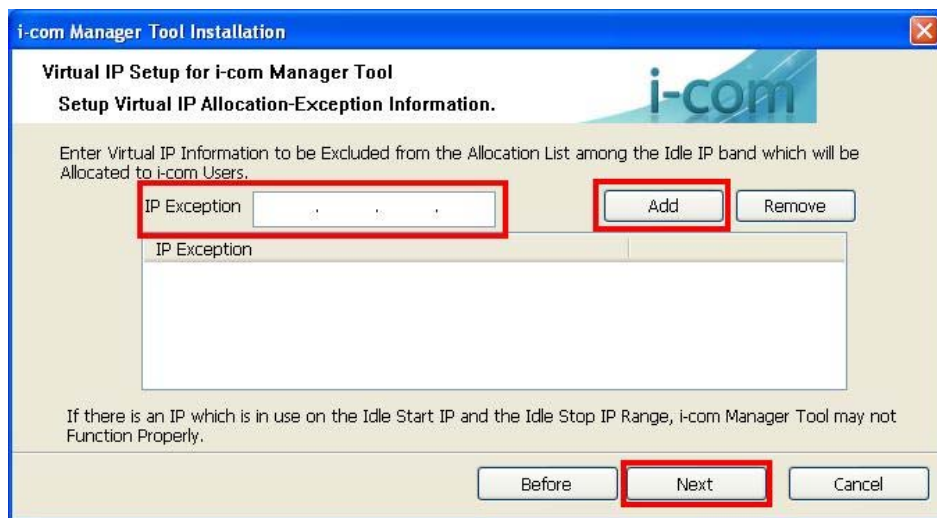 i-com Manager Tool Installation
Virtual IP Setup for i-com Manager Tool
Setup Virtual IP Allocation-Exception Information.
i-com
Enter Virtual IP Information to be Excluded from the Allocation List among the Idle IP band which will be
Allocated to i-com Users.
IP Exception . . . Add Remove
IP Exception
If there is an IP which is in use on the Idle Start IP and the Idle Stop IP Range, i-com Manager Tool may not
Function Properly.
Before Next Cancel